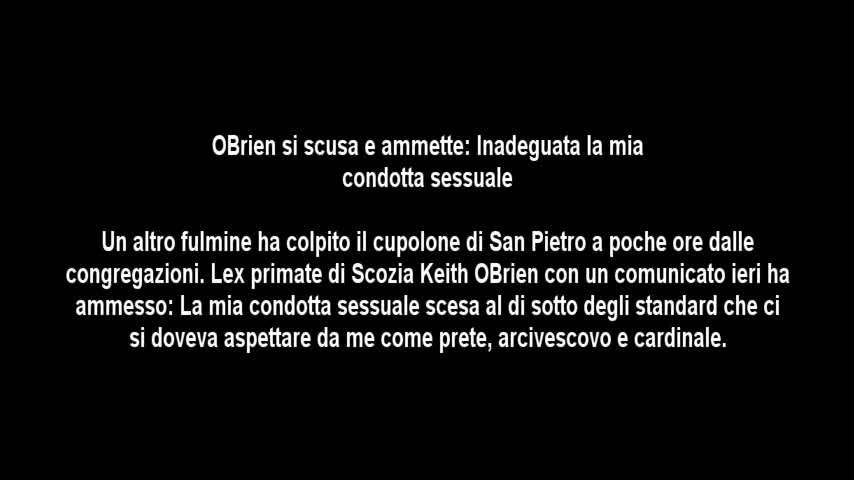 OBrien si scusa e ammette: Inadeguata la mia
condotta sessuale
Un altro fulmine ha colpito il cupolone di San Pietro a poche ore dalle
congregazioni. Lex primate di Scozia Keith OBrien con un comunicato ieri ha
ammesso: La mia condotta sessuale scesa al di sotto degli standard che ci
si doveva aspettare da me come prete, arcivescovo e cardinale.